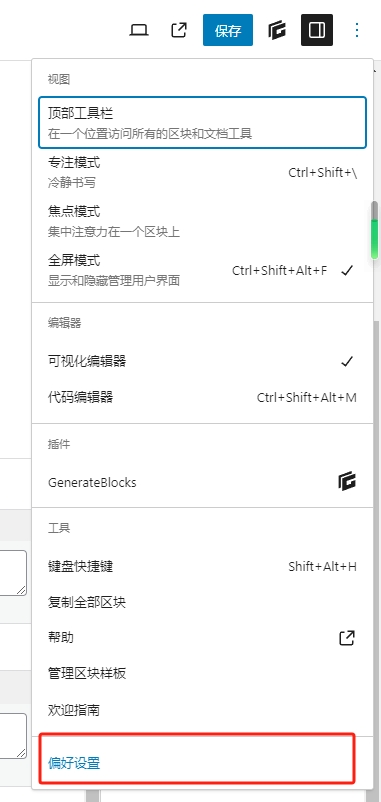 保存
视图
顶部工具栏
在一个位置访问所有的区块和文档工具
专注模式
冷静书写
Ctrl+Shift+\
焦点模式
集中注意力在一个区块上
全屏模式
显示和隐藏管理用户界面
Ctrl+Shift+Alt+F
编辑器
可视化编辑器
代码编辑器
Ctrl+Shift+Alt+M
插件
GenerateBlocks
工具
键盘快捷键
Shift+Alt+H
复制全部区块
帮助
管理区块样板
欢迎指南
偏好设置